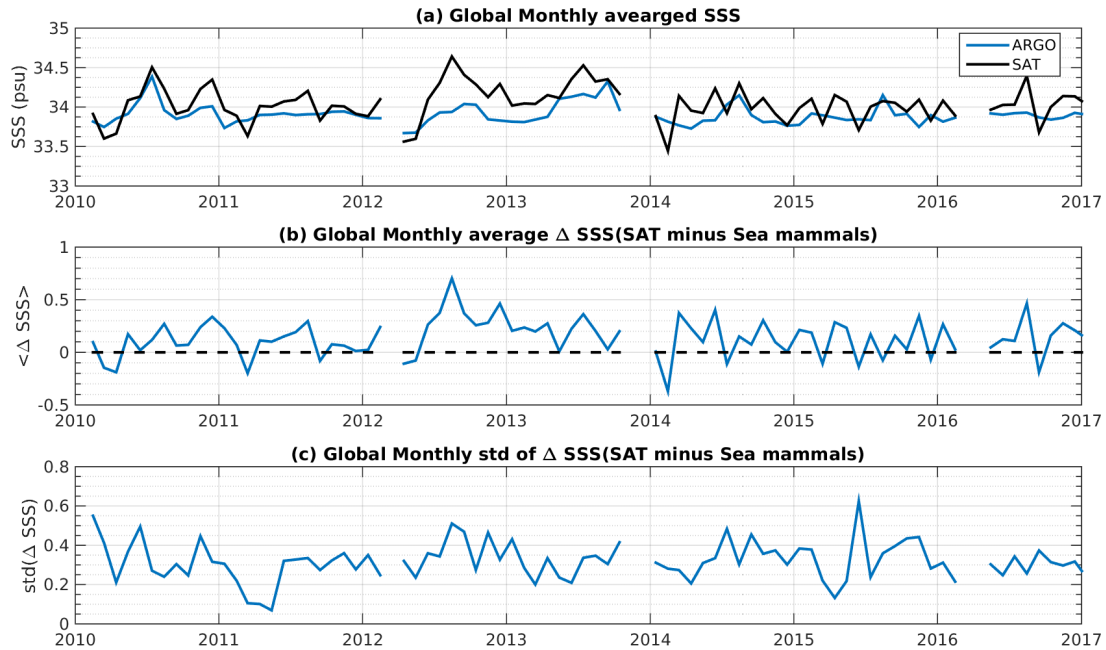 (a) Global Monthly avearged SSS
SSS (psu)
35
34.5
34
33.5
33
ARGO
SAT
2010 2011 2012 2013 2014 2015 2016 2017
(b) Global Monthly average Δ SSS(SAT minus Sea mammals)
<Δ SSS>
1
0.5
0
-0.5
2010 2011 2012 2013 2014 2015 2016 2017
(c) Global Monthly std of Δ SSS(SAT minus Sea mammals)
std(Δ SSS)
0.8
0.6
0.4
0.2
0
2010 2011 2012 2013 2014 2015 2016 2017